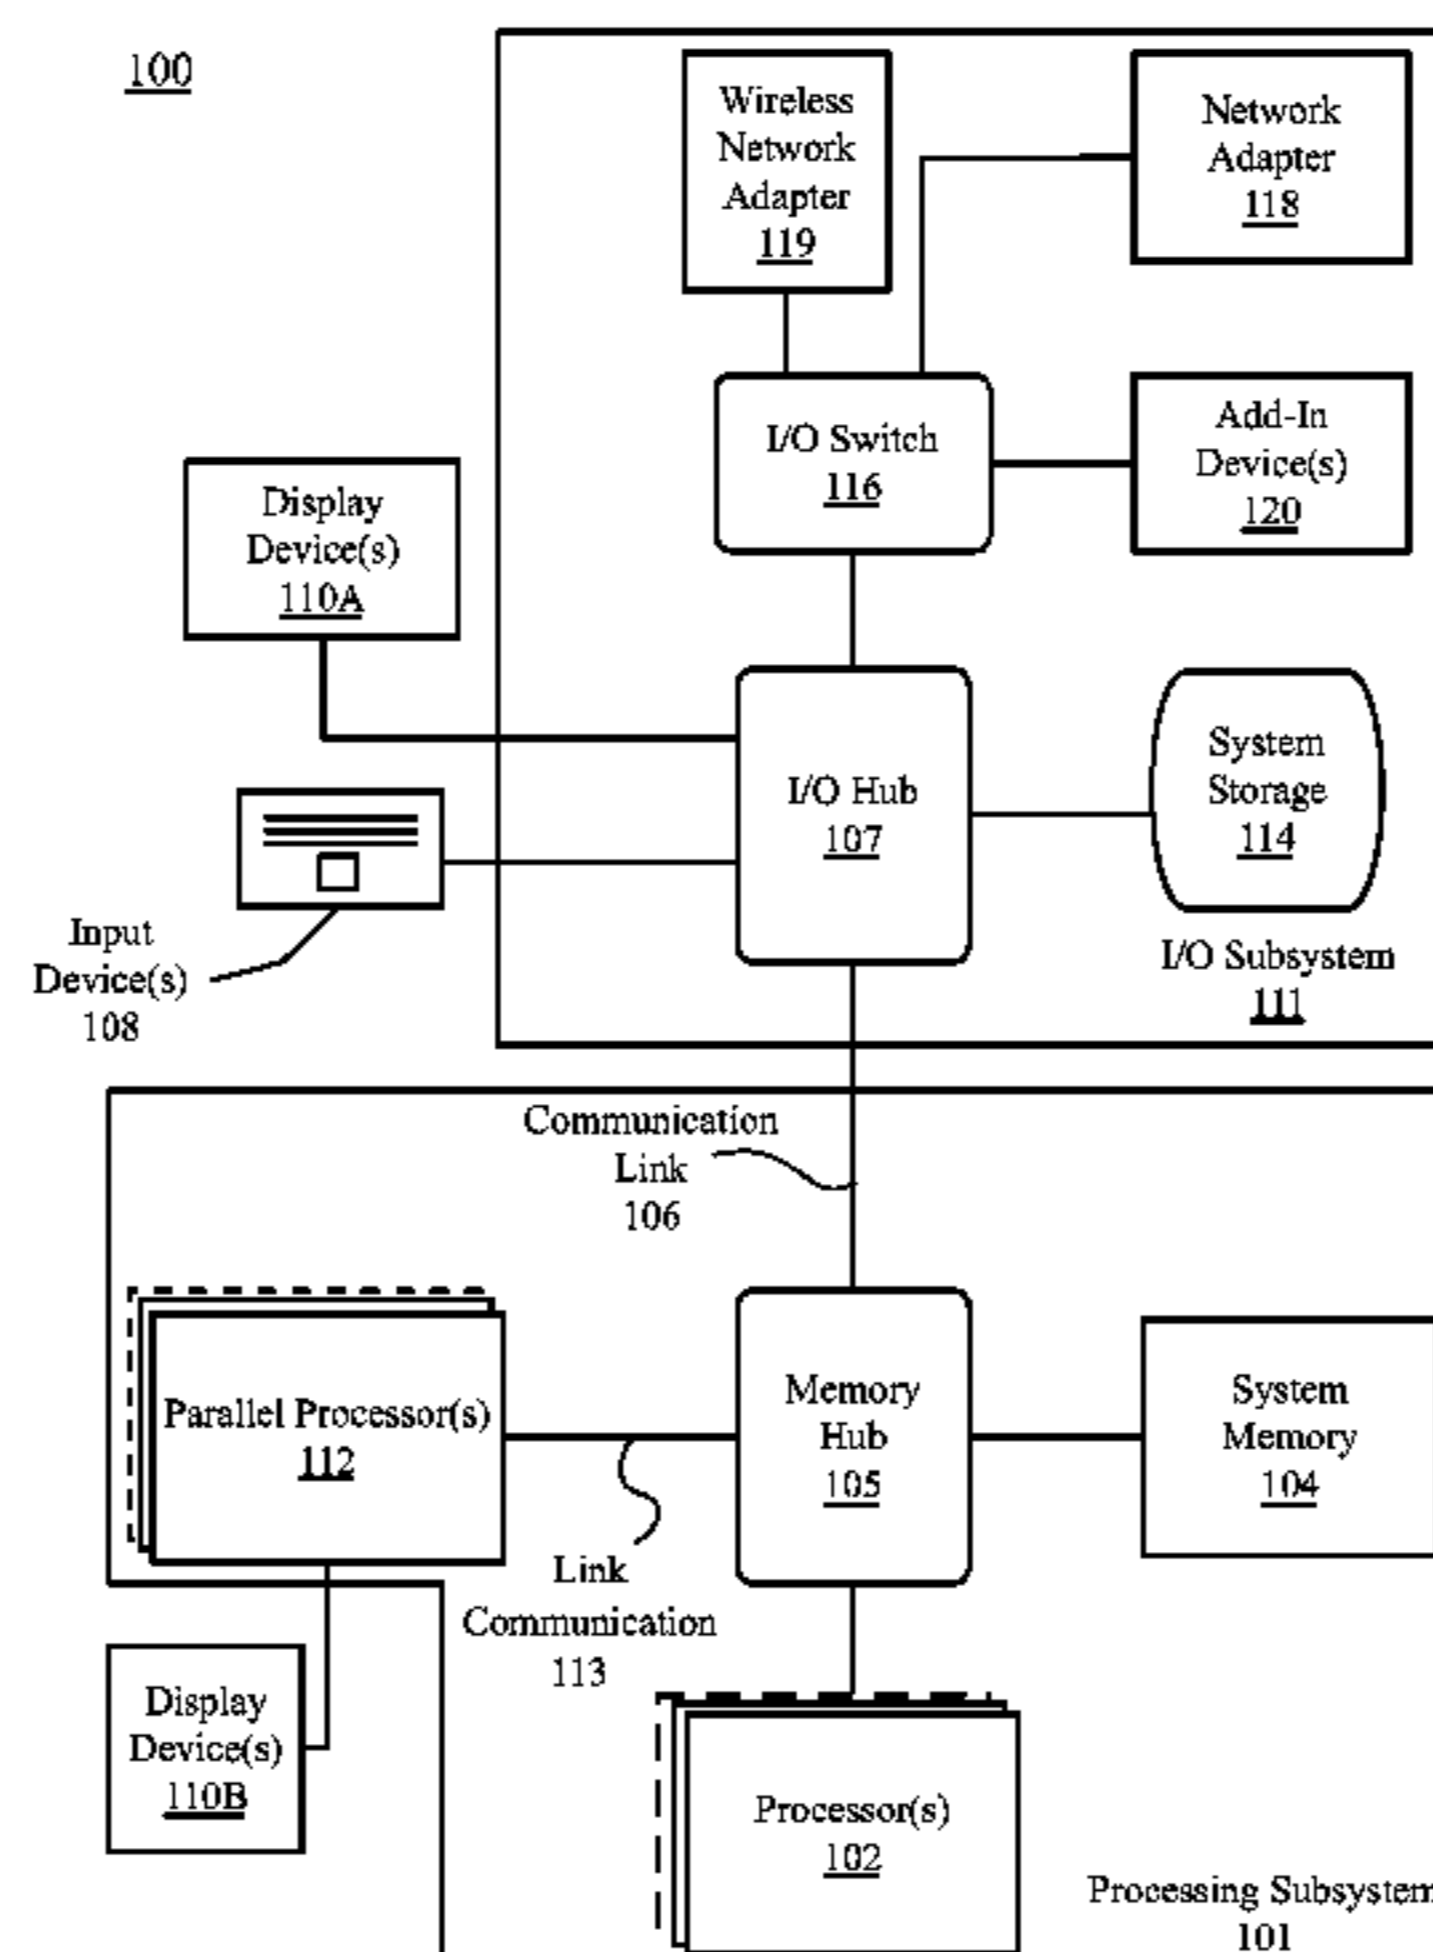 100
Wireless
Network
Adapter
119
Network
Adapter
118
I/O Switch
116
Add-In
Device(s)
120
Display
Device(s)
110A
I/O Hub
107
System
Storage
114
Input
Device(s)
108
I/O Subsystem
111
Communication
Link
106
Parallel Processor(s)
112
Memory
Hub
105
System
Memory
104
Link
Communication
113
Display
Device(s)
110B
Processor(s)
102
Processing Subsystem
101